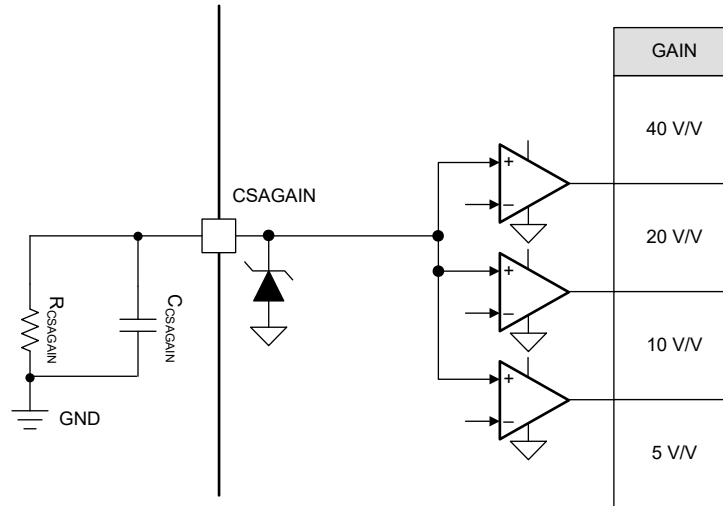 GAIN
40 V/V
CSAGAIN
+
−
20 V/V
+
−
10 V/V
RCSAGAIN
CCSAGAIN
+
−
GND
5 V/V